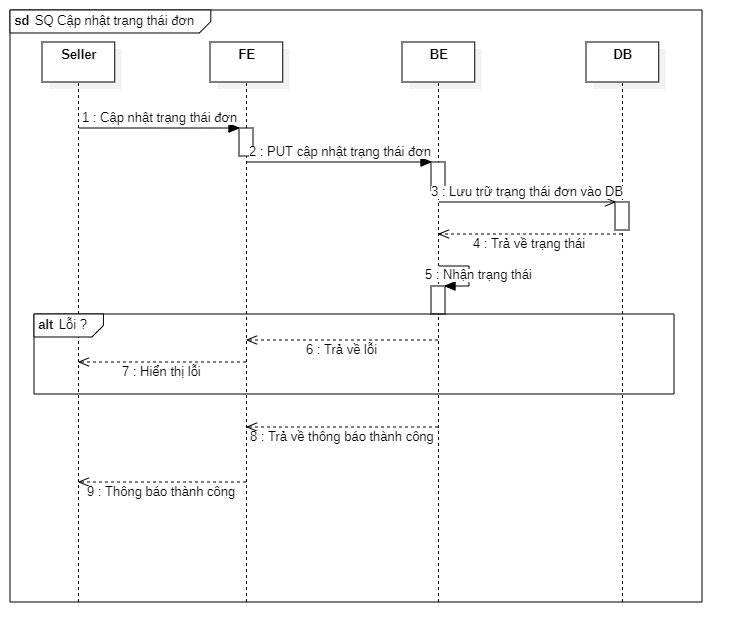 sd SQ Cập nhật trạng thái đơn
Seller
FE
BE
DB
1 : Cập nhật trạng thái đơn
2 : PUT cập nhật trạng thái đơn
3 : Lưu trữ trạng thái đơn vào DB
4 : Trả về trạng thái
5 : Nhận trạng thái
alt Lỗi ?
6 : Trả về lỗi
7 : Hiển thị lỗi
8 : Trả về thông báo thành công
9 : Thông báo thành công